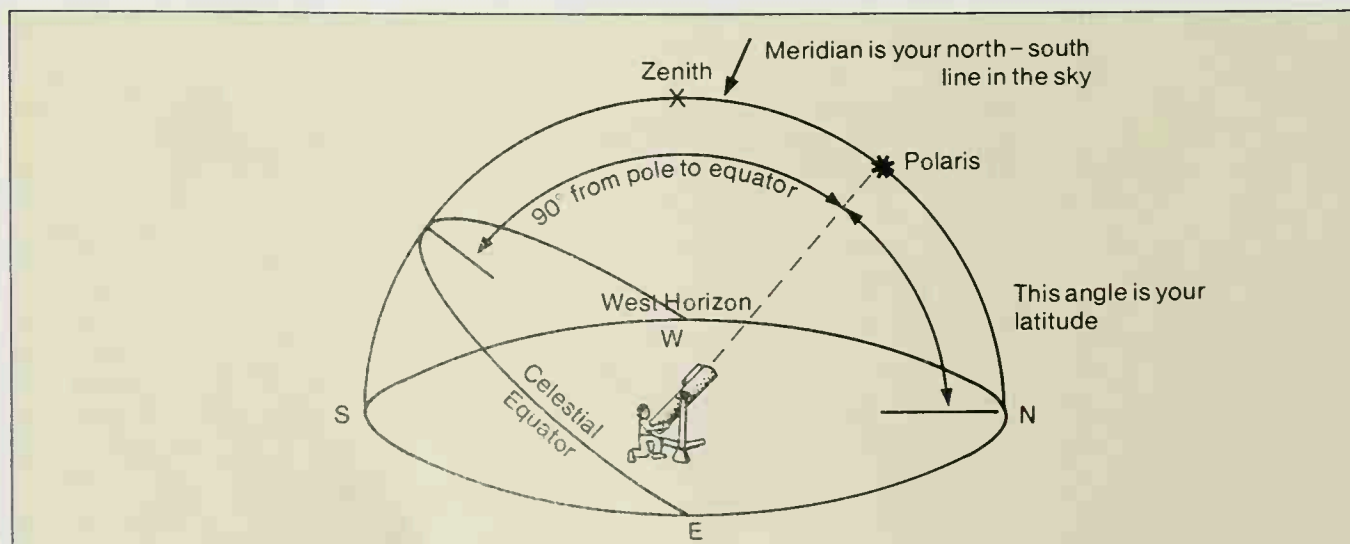 Meridian is your north – south
line in the sky
Zenith
Polaris
90° from pole to equator
This angle is your
latitude
West Horizon
W
Celestial
Equator
S
N
E